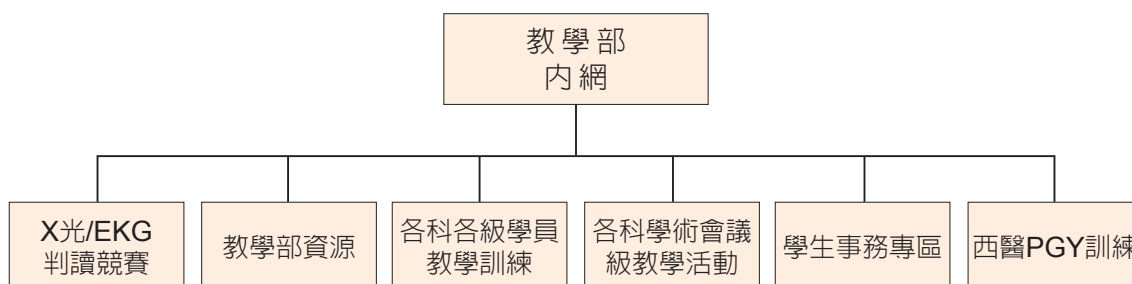 教學部
內網
X光/EKG
判讀競賽
教學部資源
各科各級學員
教學訓練
各科學術會議
級教學活動
學生事務專區
西醫PGY訓練